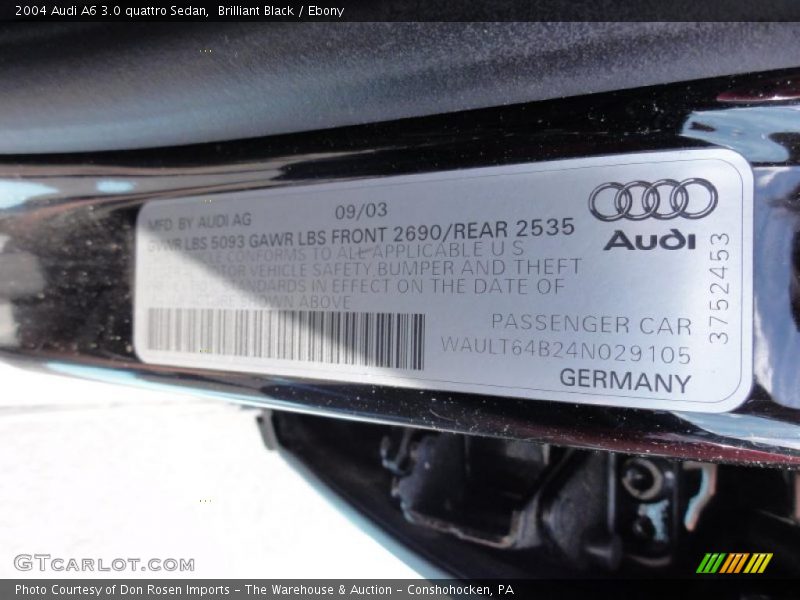 2004 Audi A6 3.0 quattro Sedan,  Brilliant Black / Ebony
MFD. BY AUDI AG 09/03
GVWR LBS 5093 GAWR LBS FRONT 2690/REAR 2535
CONFORMS TO ALL APPLICABLE U S
MOTOR VEHICLE SAFETY, BUMPER AND THEFT
STANDARDS IN EFFECT ON THE DATE OF
SHOWN ABOVE
Audi
3752453
PASSENGER CAR
WAULT64B24N029105
GERMANY
GTCARLOT.COM
Photo Courtesy of Don Rosen Imports - The Warehouse & Auction - Conshohocken, PA